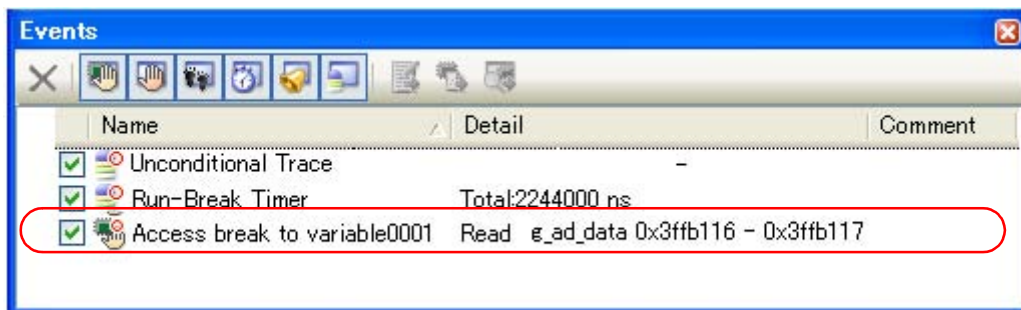 Events
Name Detail Comment
Unconditional Trace -
Run-Break Timer Total:2244000 ns
Access break to variable0001 Read g_ad_data 0x3ffb116 - 0x3ffb117